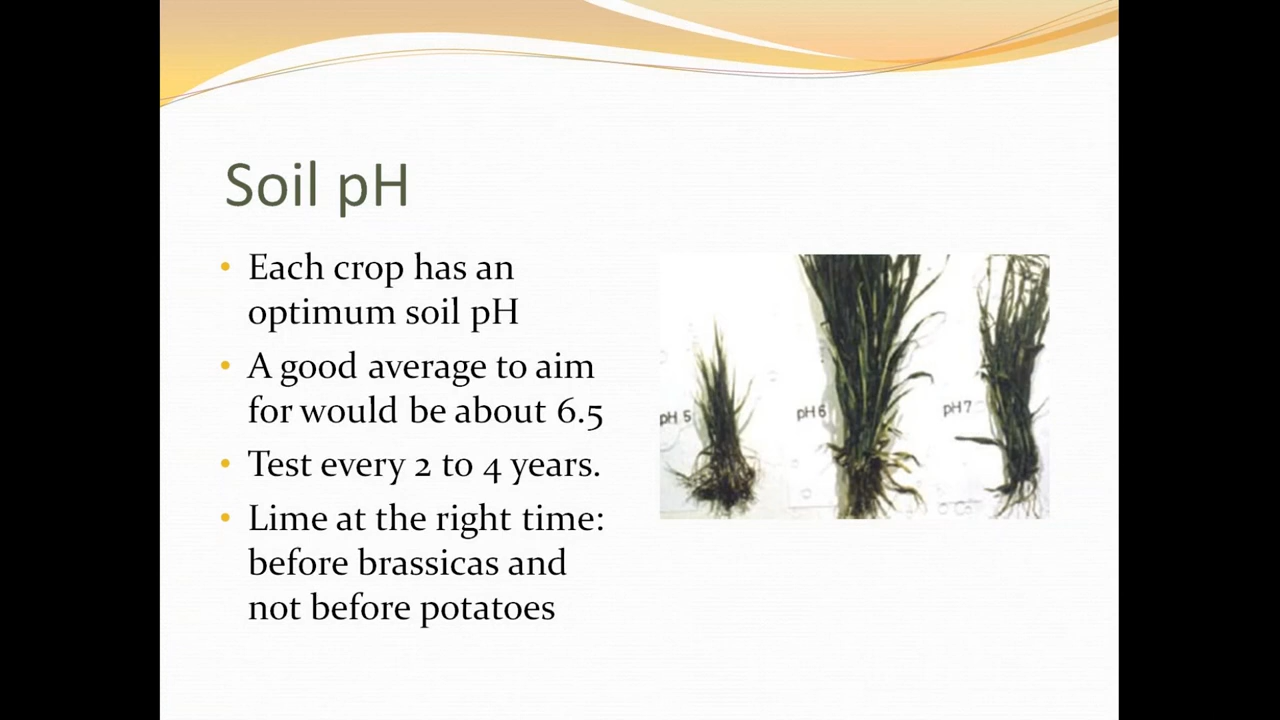 Soil pH
• Each crop has an
optimum soil pH
• A good average to aim
for would be about 6.5
• Test every 2 to 4 years.
• Lime at the right time:
before brassicas and
not before potatoes
pH 5
pH 6
pH 7